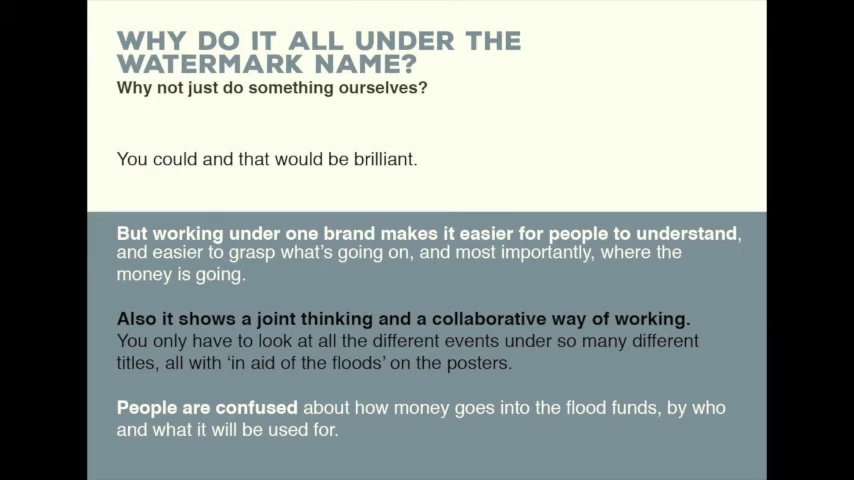 WHY DO IT ALL UNDER THE
WATERMARK NAME?
Why not just do something ourselves?
You could and that would be brilliant.
But working under one brand makes it easier for people to understand,
and easier to grasp what's going on, and most importantly, where the
money is going.
Also it shows a joint thinking and a collaborative way of working.
You only have to look at all the different events under so many different
titles, all with 'in aid of the floods' on the posters.
People are confused about how money goes into the flood funds, by who
and what it will be used for.